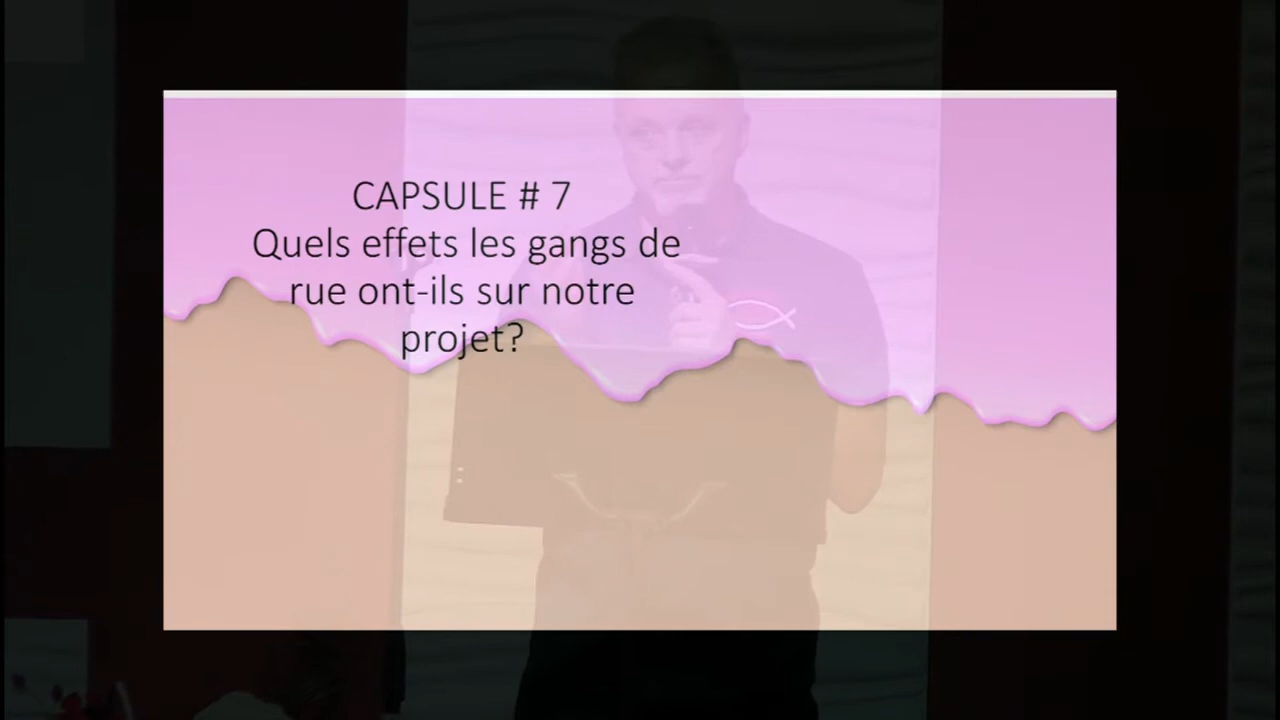 CAPSULE # 7
Quels effets les gangs de
rue ont-ils sur notre
projet?